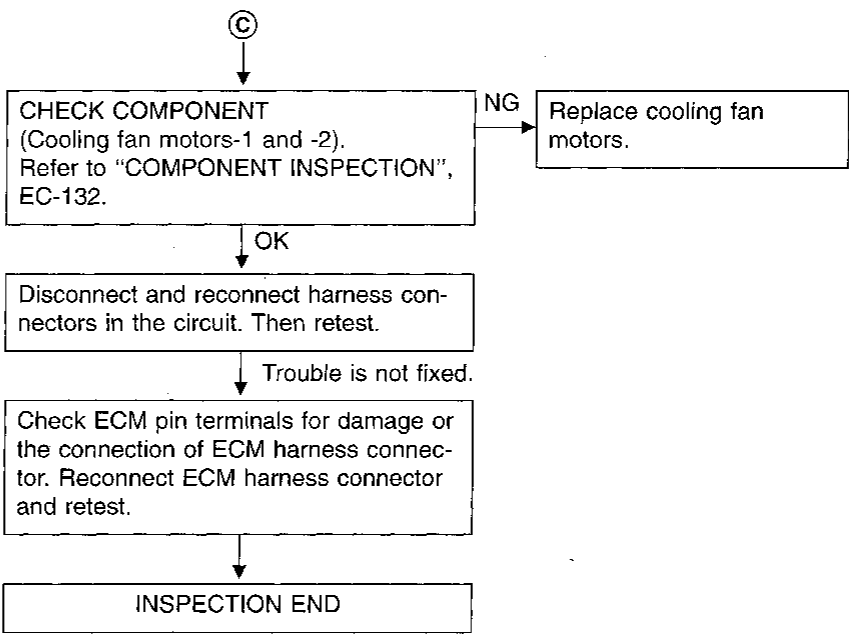 C
CHECK COMPONENT
(Cooling fan motors-1 and -2).
Refer to “COMPONENT INSPECTION”,
EC-132.
NG
Replace cooling fan
motors.
OK
Disconnect and reconnect harness con-
nectors in the circuit. Then retest.
Trouble is not fixed.
Check ECM pin terminals for damage or
the connection of ECM harness connec-
tor. Reconnect ECM harness connector
and retest.
INSPECTION END